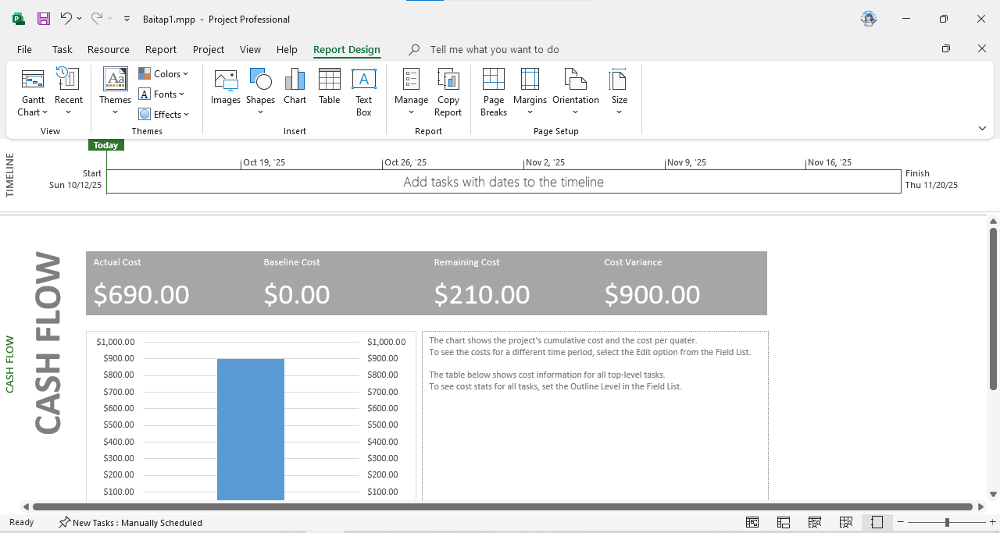 Baitap1.mpp - Project Professional
File Task Resource Report Project View Help Report Design Tell me what you want to do
Gantt Chart
Recent
View
Themes
Colors
Fonts
Effects
Themes
Images
Shapes
Chart
Table
Text Box
Insert
Manage
Copy Report
Report
Page Breaks
Margins
Orientation
Size
Page Setup
TIMELINE
Today
Oct 19, '25 Oct 26, '25 Nov 2, '25 Nov 9, '25 Nov 16, '25
Start
Sun 10/12/25
Add tasks with dates to the timeline
Finish
Thu 11/20/25
CASH FLOW
CASH FLOW
Actual Cost Baseline Cost Remaining Cost Cost Variance
$690.00 $0.00 $210.00 $900.00
$1,000.00 $1,000.00
$900.00 $900.00
$800.00 $800.00
$700.00 $700.00
$600.00 $600.00
$500.00 $500.00
$400.00 $400.00
$300.00 $300.00
$200.00 $200.00
$100.00 $100.00
The chart shows the project's cumulative cost and the cost per quater.
To see the costs for a different time period, select the Edit option from the Field List.
The table below shows cost information for all top-level tasks.
To see cost stats for all tasks, set the Outline Level in the Field List.
Ready New Tasks : Manually Scheduled